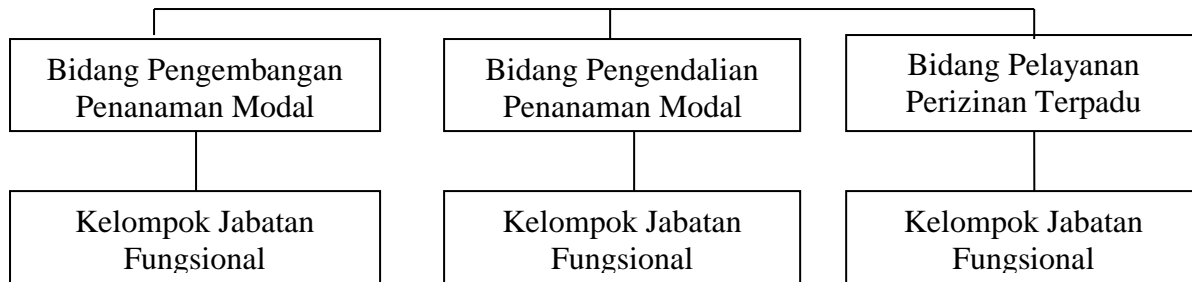 Bidang Pengembangan
Penanaman Modal
Bidang Pengendalian
Penanaman Modal
Bidang Pelayanan
Perizinan Terpadu
Kelompok Jabatan
Fungsional
Kelompok Jabatan
Fungsional
Kelompok Jabatan
Fungsional